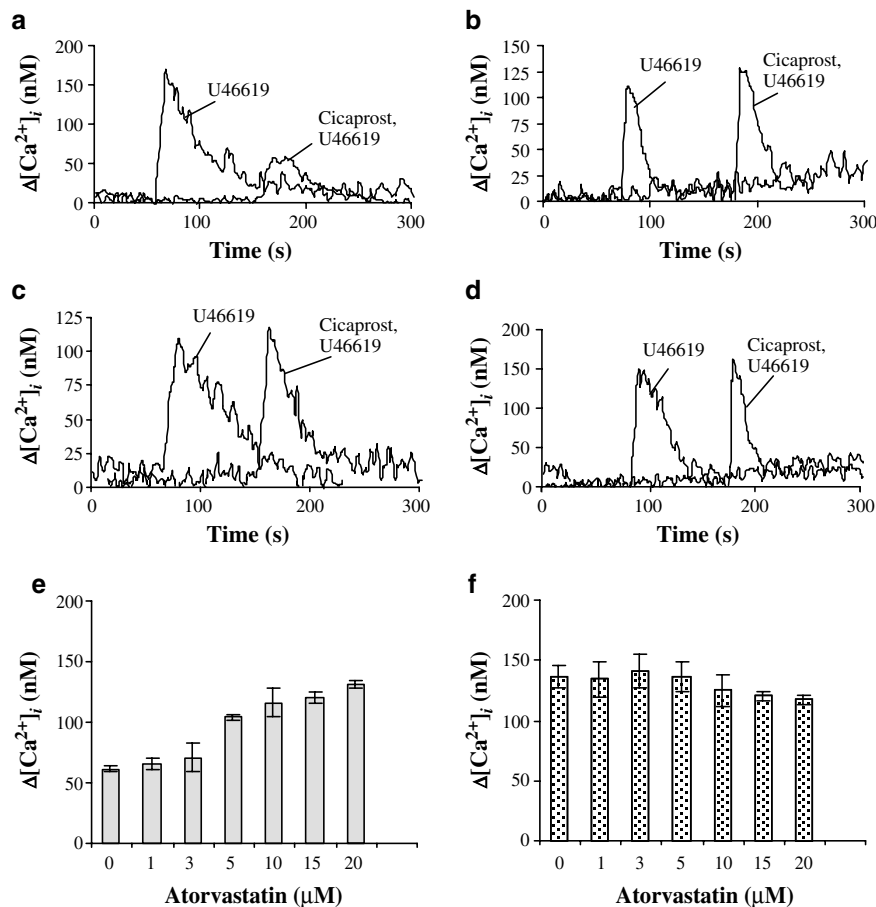 a
Δ[Ca2+]i (nM)
200
150
100
50
0
U46619
Cicaprost,
U46619
0 100 200 300
Time (s)
b
Δ[Ca2+]i (nM)
150
125
100
75
50
25
0
U46619
Cicaprost,
U46619
0 100 200 300
Time (s)
c
Δ[Ca2+]i (nM)
125
100
75
50
25
0
U46619
Cicaprost,
U46619
0 100 200 300
Time (s)
d
Δ[Ca2+]i (nM)
200
150
100
50
0
U46619
Cicaprost,
U46619
0 100 200 300
Time (s)
e
Δ[Ca2+]i (nM)
200
150
100
50
0
0 1 3 5 10 15 20
Atorvastatin (μM)
f
Δ[Ca2+]i (nM)
200
150
100
50
0
0 1 3 5 10 15 20
Atorvastatin (μM)